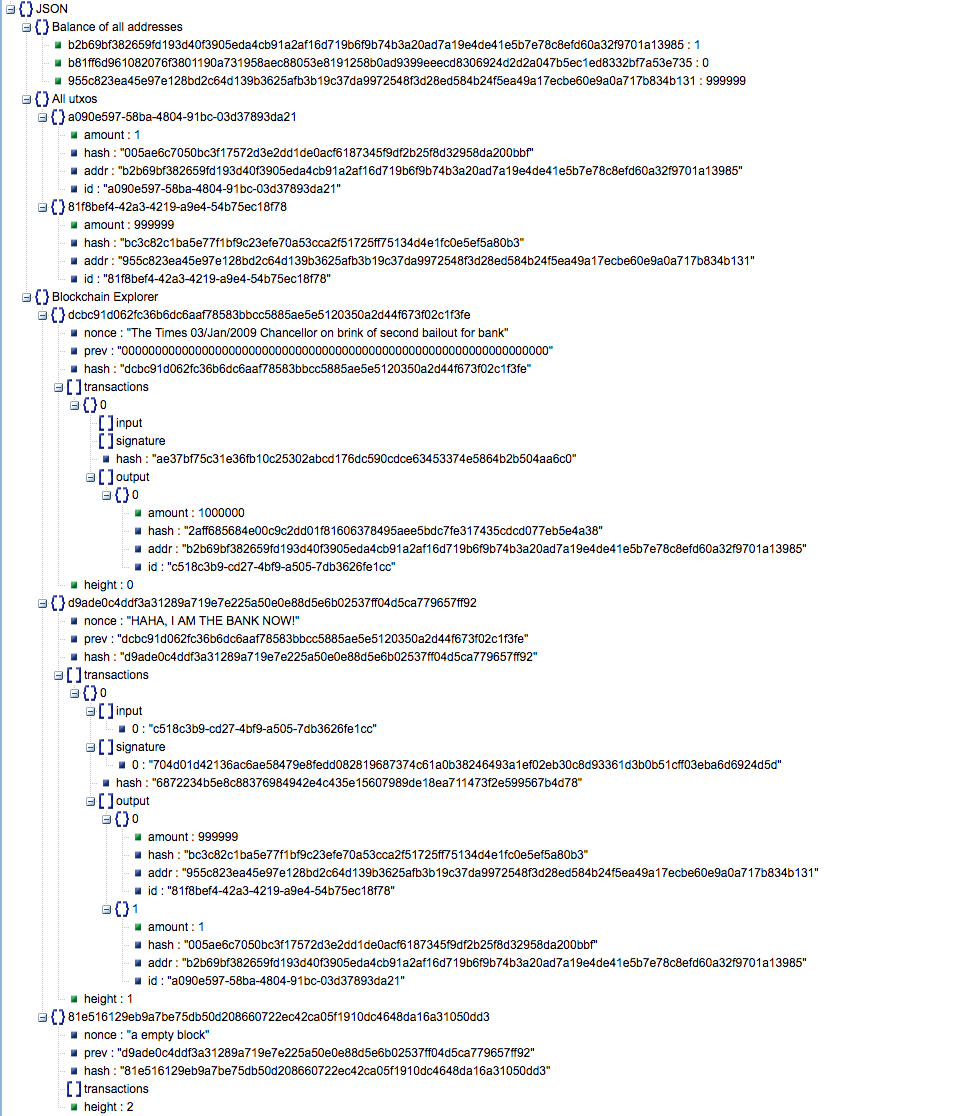 {} JSON
{} Balance of all addresses
b2b69bf382659fd193d40f3905eda4cb91a2af16d719b6f9b74b3a20ad7a19e4de41e5b7e78c8efd60a32f9701a13985 : 1
b81ff6d961082076f3801190a731958aec88053e8191258b0ad9399eeecd8306924d2d2a047b5ec1ed8332bf7a53e735 : 0
955c823ea45e97e128bd2c64d139b3625afb3b19c37da9972548f3d28ed584b24f5ea49a17ecbe60e9a0a717b834b131 : 999999
{} All utxos
{} a090e597-58ba-4804-91bc-03d37893da21
amount : 1
hash : "005ae6c7050bc3f17572d3e2dd1de0acf6187345f9df2b25f8d32958da200bbf"
addr : "b2b69bf382659fd193d40f3905eda4cb91a2af16d719b6f9b74b3a20ad7a19e4de41e5b7e78c8efd60a32f9701a13985"
id : "a090e597-58ba-4804-91bc-03d37893da21"
{} 81f8bef4-42a3-4219-a9e4-54b75ec18f78
amount : 999999
hash : "bc3c82c1ba5e77f1bf9c23efe70a53cca2f51725ff75134d4e1fc0e5ef5a80b3"
addr : "955c823ea45e97e128bd2c64d139b3625afb3b19c37da9972548f3d28ed584b24f5ea49a17ecbe60e9a0a717b834b131"
id : "81f8bef4-42a3-4219-a9e4-54b75ec18f78"
{} Blockchain Explorer
{} dcbc91d062fc36b6dc6aaf78583bbcc5885ae5e5120350a2d44f673f02c1f3fe
nonce : "The Times 03/Jan/2009 Chancellor on brink of second bailout for bank"
prev : "0000000000000000000000000000000000000000000000000000000000000000"
hash : "dcbc91d062fc36b6dc6aaf78583bbcc5885ae5e5120350a2d44f673f02c1f3fe"
[] transactions
{} 0
[] input
[] signature
hash : "ae37bf75c31e36fb10c25302abcd176dc590cdce63453374e5864b2b504aa6c0"
[] output
{} 0
amount : 1000000
hash : "2aff685684e00c9c2dd01f81606378495aee5bdc7fe317435cdcd077eb5e4a38"
addr : "b2b69bf382659fd193d40f3905eda4cb91a2af16d719b6f9b74b3a20ad7a19e4de41e5b7e78c8efd60a32f9701a13985"
id : "c518c3b9-cd27-4bf9-a505-7db3626fe1cc"
height : 0
{} d9ade0c4ddf3a31289a719e7e225a50e0e88d5e6b02537ff04d5ca779657ff92
nonce : "HAHA, I AM THE BANK NOW!"
prev : "dcbc91d062fc36b6dc6aaf78583bbcc5885ae5e5120350a2d44f673f02c1f3fe"
hash : "d9ade0c4ddf3a31289a719e7e225a50e0e88d5e6b02537ff04d5ca779657ff92"
[] transactions
{} 0
[] input
0 : "c518c3b9-cd27-4bf9-a505-7db3626fe1cc"
[] signature
0 : "704d01d42136ac6ae58479e8fedd082819687374c61a0b38246493a1ef02eb30c8d93361d3b0b51cff03eba6d6924d5d"
hash : "6872234b5e8c88376984942e4c435e15607989de18ea711473f2e599567b4d78"
[] output
{} 0
amount : 999999
hash : "bc3c82c1ba5e77f1bf9c23efe70a53cca2f51725ff75134d4e1fc0e5ef5a80b3"
addr : "955c823ea45e97e128bd2c64d139b3625afb3b19c37da9972548f3d28ed584b24f5ea49a17ecbe60e9a0a717b834b131"
id : "81f8bef4-42a3-4219-a9e4-54b75ec18f78"
{} 1
amount : 1
hash : "005ae6c7050bc3f17572d3e2dd1de0acf6187345f9df2b25f8d32958da200bbf"
addr : "b2b69bf382659fd193d40f3905eda4cb91a2af16d719b6f9b74b3a20ad7a19e4de41e5b7e78c8efd60a32f9701a13985"
id : "a090e597-58ba-4804-91bc-03d37893da21"
height : 1
{} 81e516129eb9a7be75db50d208660722ec42ca05f1910dc4648da16a31050dd3
nonce : "a empty block"
prev : "d9ade0c4ddf3a31289a719e7e225a50e0e88d5e6b02537ff04d5ca779657ff92"
hash : "81e516129eb9a7be75db50d208660722ec42ca05f1910dc4648da16a31050dd3"
[] transactions
height : 2